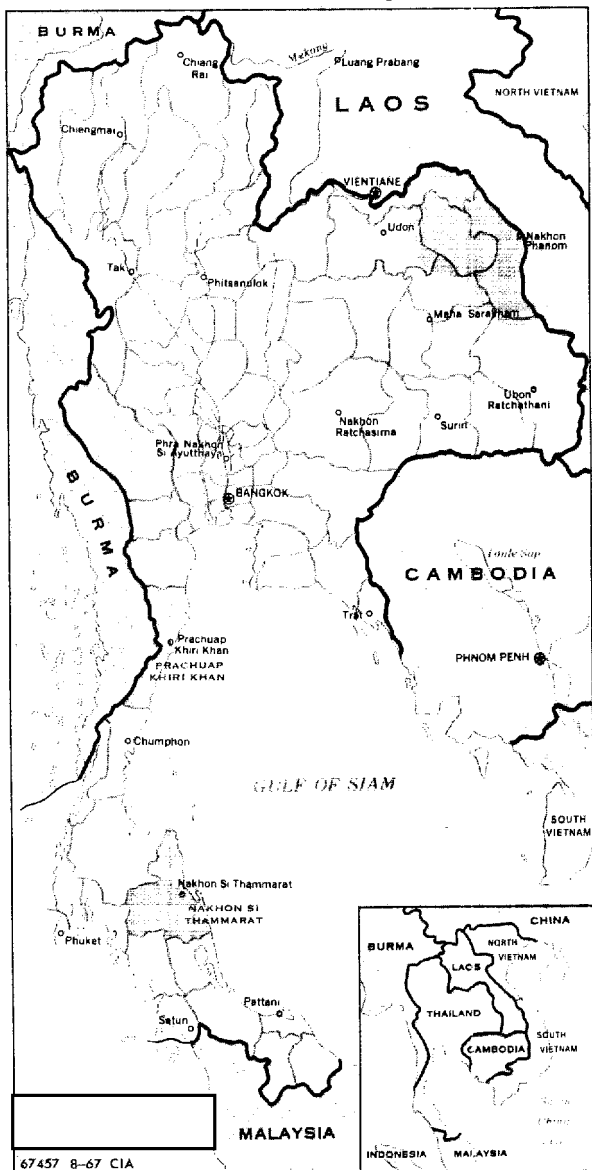 BURMA
Chiang
Rai
Mekong
Luang Prabang
LAOS
NORTH VIETNAM
Chiengmai
VIENTIANE
Udon
Nakhon
Phanom
Tak
Phitsanulok
Maha Sarakham
Ubon
Ratchathani
Nakhon
Ratchasima
Surin
Phra Nakhon
Si Ayutthaya
BANGKOK
BURMA
Tonle Sap
CAMBODIA
Trat
Prachuap
Khiri Khan
PRACHUAP
KHIRI KHAN
PHNOM PENH
Chumphon
GULF OF SIAM
SOUTH
VIETNAM
Nakhon Si Thammarat
NAKHON SI
THAMMARAT
Phuket
Pattani
Satun
MALAYSIA
CHINA
BURMA
NORTH
VIETNAM
LAOS
THAILAND
SOUTH
VIETNAM
CAMBODIA
South
China
Sea
INDONESIA
MALAYSIA
67457 8-67 CIA